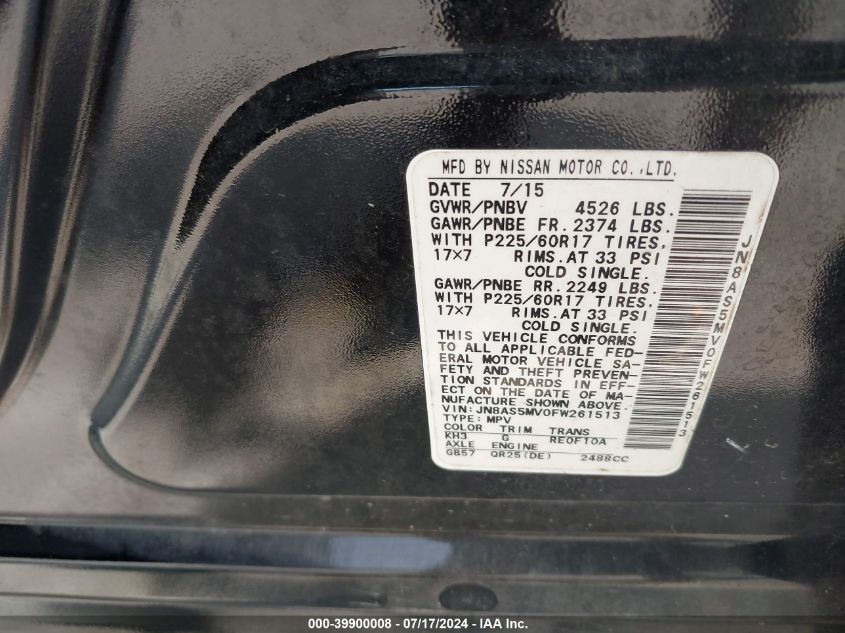 MFD BY NISSAN MOTOR CO.,LTD.
DATE 7/15
GVWR/PNBV 4526 LBS.
GAWR/PNBE FR. 2374 LBS.
WITH P225/60R17 TIRES,
17×7 RIMS. AT 33 PSI
COLD SINGLE.
GAWR/PNBE RR. 2249 LBS.
WITH P225/60R17 TIRES,
17×7 RIMS. AT 33 PSI
COLD SINGLE.
THIS VEHICLE CONFORMS
TO ALL APPLICABLE FED-
ERAL MOTOR VEHICLE SA-
FETY AND THEFT PREVEN-
TION STANDARDS IN EFF-
ECT ON THE DATE OF MA-
NUFACTURE SHOWN ABOVE.
VIN: JN8AS5MV0FW261513
TYPE: MPV
COLOR TRIM TRANS
KH3 G RE0F10A
AXLE ENGINE
GB57 QR25(DE) 2488CC
JN8AS5MV0FW261513
000-39900008 - 07/17/2024 - IAA Inc.